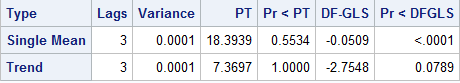 Type Lags Variance PT Pr < PT DF-GLS Pr < DFGLS
Single Mean 3 0.0001 18.3939 0.5534 -0.0509 <.0001
Trend 3 0.0001 7.3697 1.0000 -2.7548 0.0789